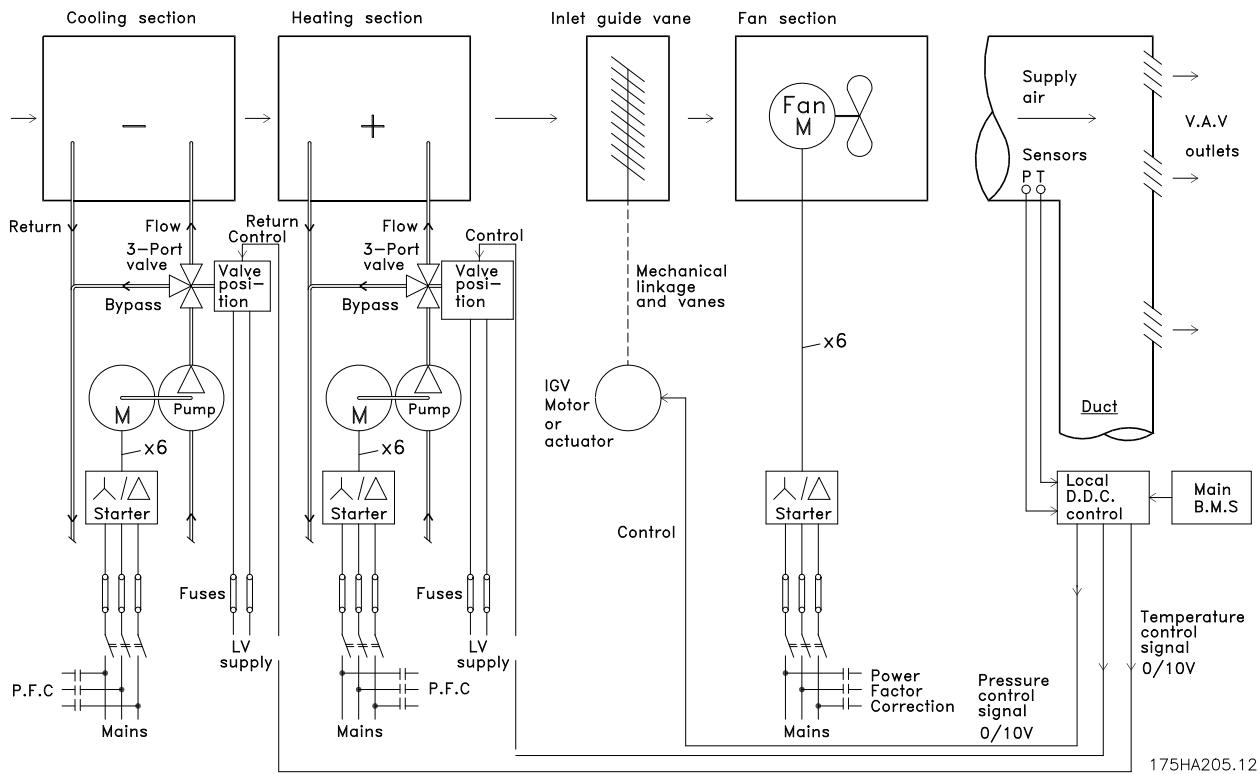 Cooling section
Heating section
Inlet guide vane
Fan section
Fan
M
Supply
air
V.A.V
outlets
Sensors
P T
Return
Flow
3-Port
valve
Bypass
Return
Control
Valve
posi-
tion
Flow
3-Port
valve
Bypass
Control
Valve
posi-
tion
Mechanical
linkage
and vanes
x6
M
Pump
x6
M
Pump
x6
IGV
Motor
or
actuator
Duct
Starter
Starter
Starter
Local
D.D.C.
control
Main
B.M.S
Control
Fuses
Fuses
LV
supply
LV
supply
Temperature
control
signal
0/10V
P.F.C
P.F.C
Power
Factor
Correction
Pressure
control
signal
0/10V
Mains
Mains
Mains
175HA205.12